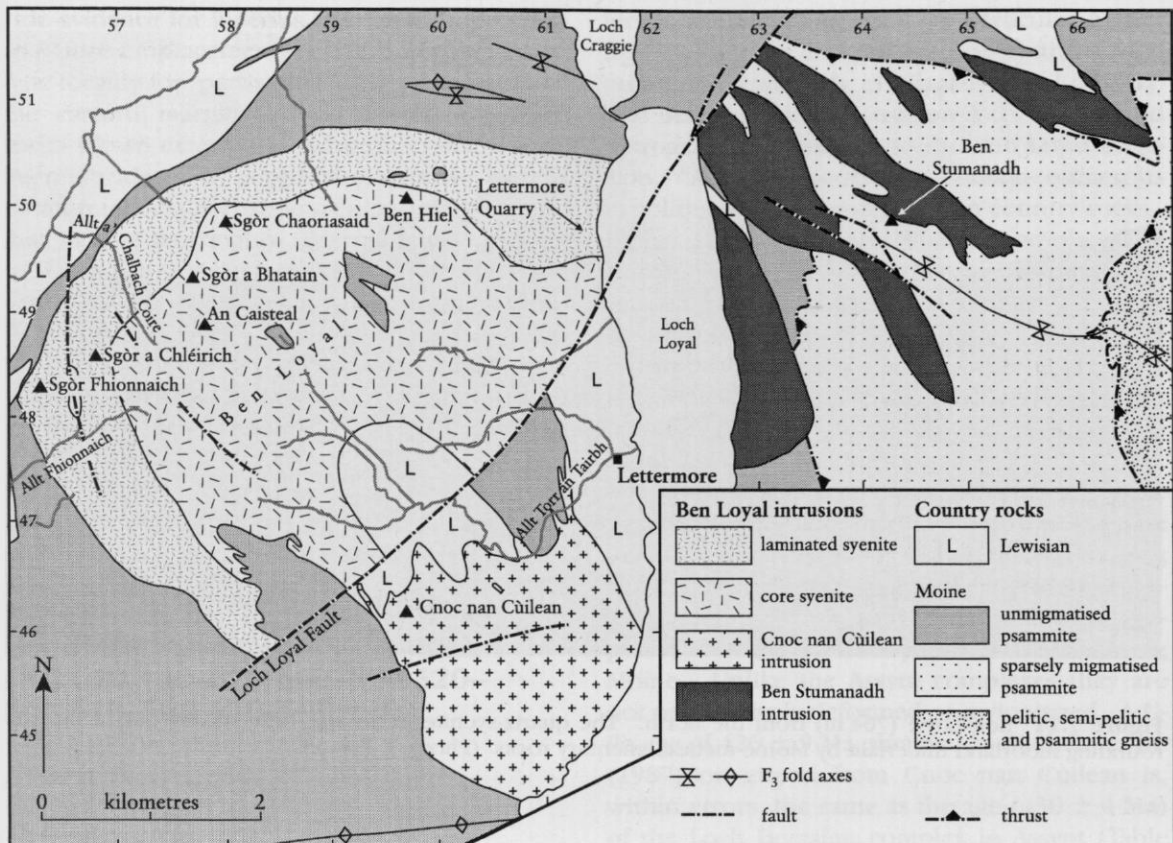 57 58 59 60 61 62 63 64 65 66
Loch
Craggie
L
L
L
51
Ben
Stumanadh
L
Lettermore
Quarry
50
Sgòr Chaoriasaid
Ben Hiel
Allt a' Chalbach Coire
L
Sgòr a Bhatain
49
An Caisteal
Loch
Loyal
Sgòr a Chléirich
L
Ben Loyal
Sgòr Fhionnaich
48
Allt Fhionnaich
L
Lettermore
Allt Torr an Tairbh
47
L
L
L
Cnoc nan Cùilean
46
Loch Loyal Fault
N
45
0 kilometres 2
Ben Loyal intrusions
laminated syenite
core syenite
Cnoc nan Cùilean
intrusion
Ben Stumanadh
intrusion
Country rocks
L Lewisian
Moine
unmigmatised
psammite
sparsely migmatised
psammite
pelitic, semi-pelitic
and psammitic gneiss
F3 fold axes
fault
thrust